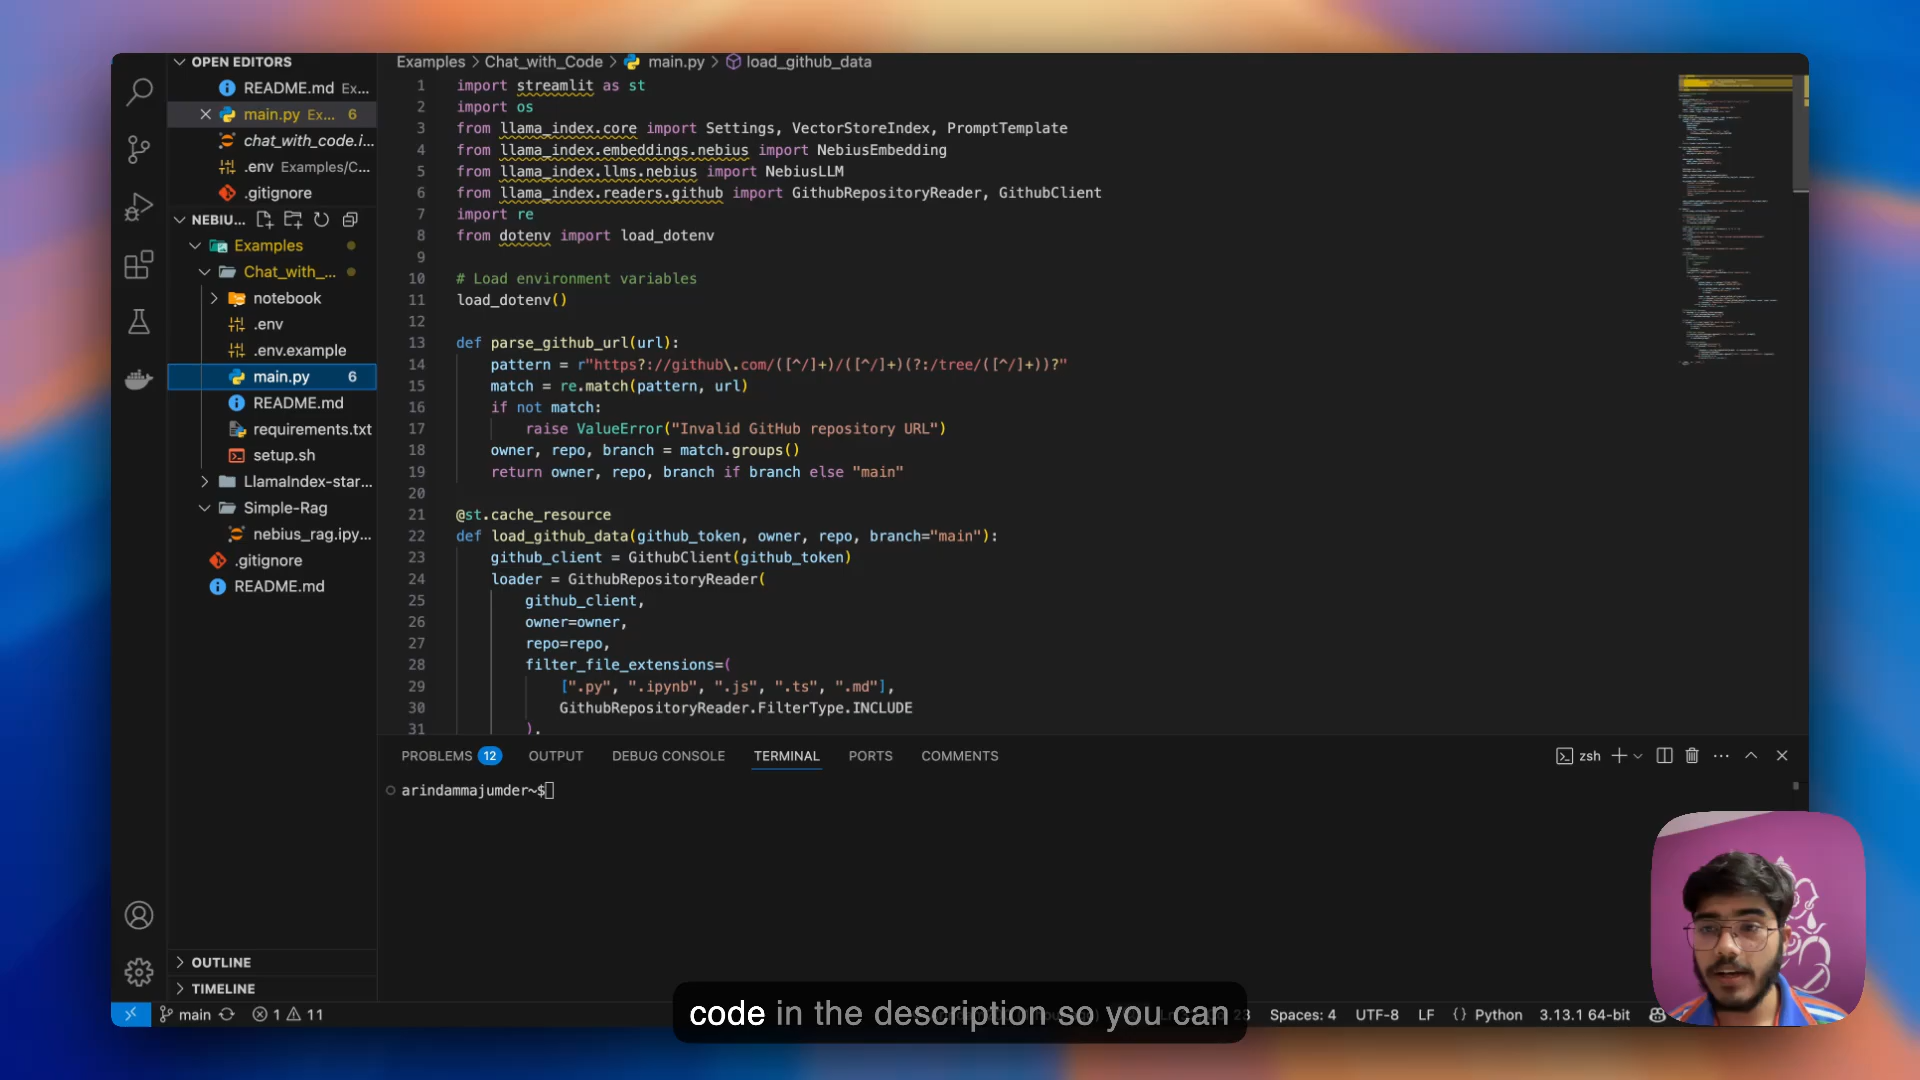 OPEN EDITORS
README.md Ex...
main.py Ex... 6
chat_with_code.i...
.env Examples/C...
.gitignore
NEBIU...
Examples
Chat_with_...
notebook
.env
.env.example
main.py 6
README.md
requirements.txt
setup.sh
LlamaIndex-star...
Simple-Rag
nebius_rag.ipy...
.gitignore
README.md
OUTLINE
TIMELINE
Examples > Chat_with_Code > main.py > load_github_data
1 import streamlit as st
2 import os
3 from llama_index.core import Settings, VectorStoreIndex, PromptTemplate
4 from llama_index.embeddings.nebius import NebiusEmbedding
5 from llama_index.llms.nebius import NebiusLLM
6 from llama_index.readers.github import GithubRepositoryReader, GithubClient
7 import re
8 from dotenv import load_dotenv
9
10 # Load environment variables
11 load_dotenv()
12
13 def parse_github_url(url):
14 pattern = r"https?://github\.com/([^/]+)/([^/]+)(?:/tree/([^/]+))?"
15 match = re.match(pattern, url)
16 if not match:
17 raise ValueError("Invalid GitHub repository URL")
18 owner, repo, branch = match.groups()
19 return owner, repo, branch if branch else "main"
20
21 @st.cache_resource
22 def load_github_data(github_token, owner, repo, branch="main"):
23 github_client = GithubClient(github_token)
24 loader = GithubRepositoryReader(
25 github_client,
26 owner=owner,
27 repo=repo,
28 filter_file_extensions=(
29 [".py", ".ipynb", ".js", ".ts", ".md"],
30 GithubRepositoryReader.FilterType.INCLUDE
31 ),
PROBLEMS 12 OUTPUT DEBUG CONSOLE TERMINAL PORTS COMMENTS zsh
arindammajumder~$
main 1 11 Spaces: 4 UTF-8 LF {} Python 3.13.1 64-bit
code in the description so you can